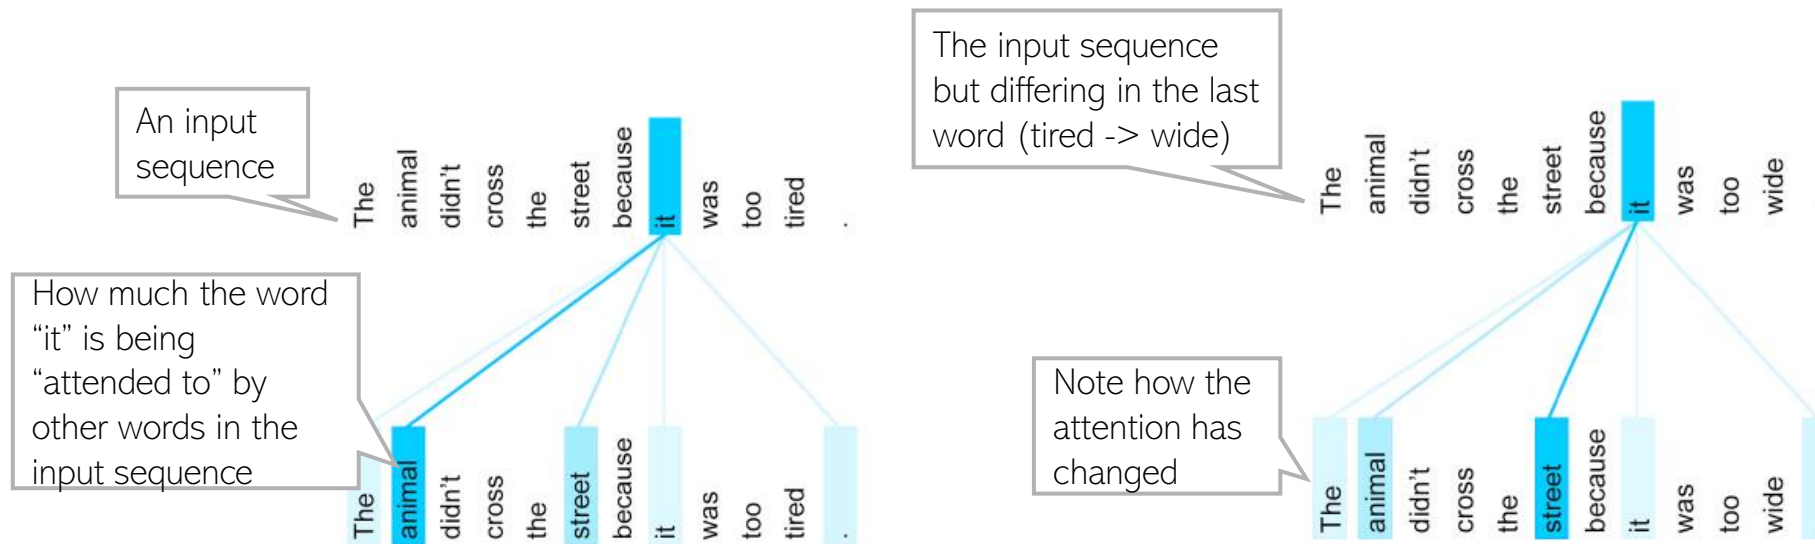 An input
sequence
The animal didn't cross the street because it was too tired .
How much the word
“it” is being
“attended to” by
other words in the
input sequence
The animal didn't cross the street because it was too tired .
The input sequence
but differing in the last
word (tired -> wide)
The animal didn't cross the street because it was too wide
Note how the
attention has
changed
The animal didn't cross the street because it was too wide